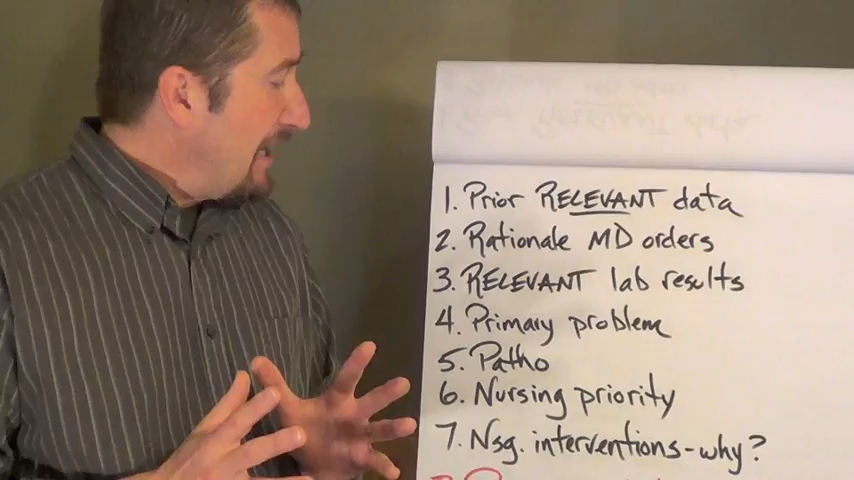 1. Prior RELEVANT data
2. Rationale MD orders
3. RELEVANT lab results
4. Primary problem
5. Patho
6. Nursing priority
7. Nsg. interventions-why?